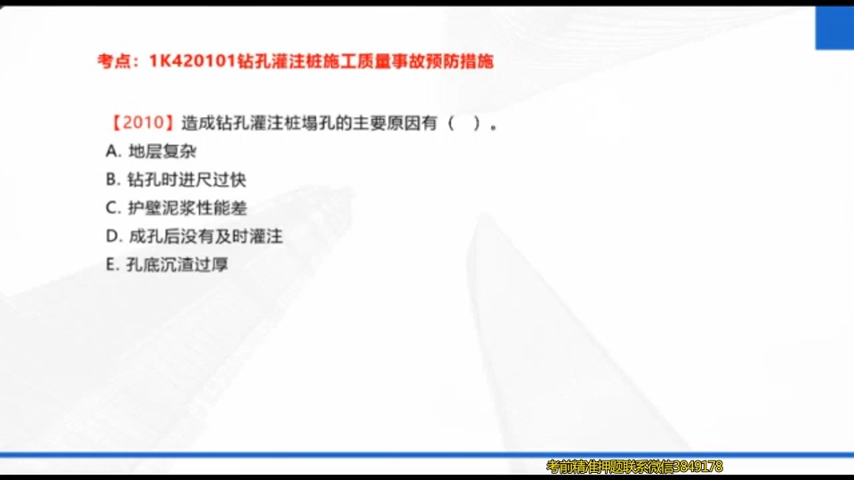 考点：1K420101钻孔灌注桩施工质量事故预防措施
【2010】造成钻孔灌注桩塌孔的主要原因有（ ）。
A. 地层复杂
B. 钻孔时进尺过快
C. 护壁泥浆性能差
D. 成孔后没有及时灌注
E. 孔底沉渣过厚
考前精准押题联系微信3849178